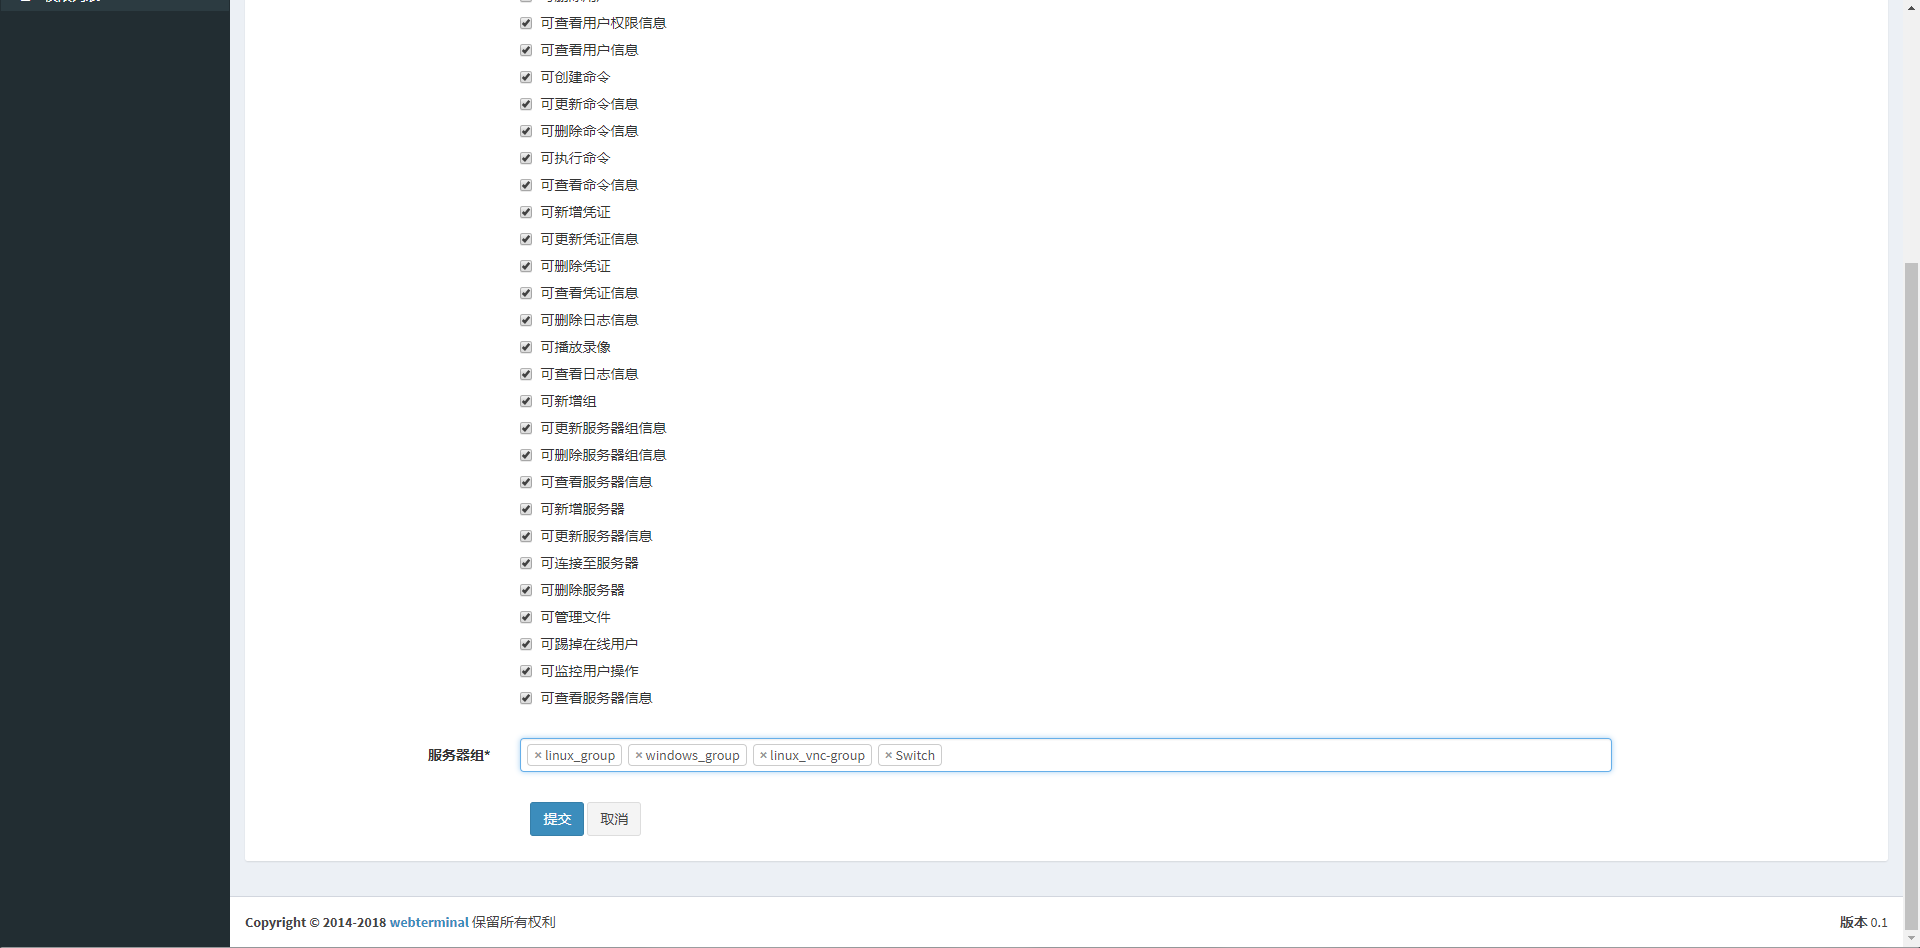 可查看用户权限信息
可查看用户信息
可创建命令
可更新命令信息
可删除命令信息
可执行命令
可查看命令信息
可新增凭证
可更新凭证信息
可删除凭证
可查看凭证信息
可删除日志信息
可播放录像
可查看日志信息
可新增组
可更新服务器组信息
可删除服务器组信息
可查看服务器信息
可新增服务器
可更新服务器信息
可连接至服务器
可删除服务器
可管理文件
可踢掉在线用户
可监控用户操作
可查看服务器信息
服务器组* ×linux_group ×windows_group ×linux_vnc-group ×Switch
提交 取消
Copyright © 2014-2018 webterminal 保留所有权利 版本 0.1